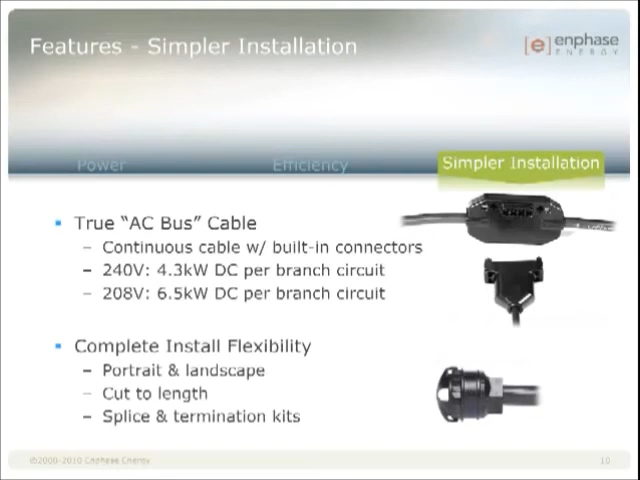 Features - Simpler Installation
[e] enphase
ENERGY
Power
Efficiency
Simpler Installation
▪ True “AC Bus” Cable
– Continuous cable w/ built-in connectors
– 240V: 4.3kW DC per branch circuit
– 208V: 6.5kW DC per branch circuit
▪ Complete Install Flexibility
– Portrait & landscape
– Cut to length
– Splice & termination kits
©2008-2010 Enphase Energy
10